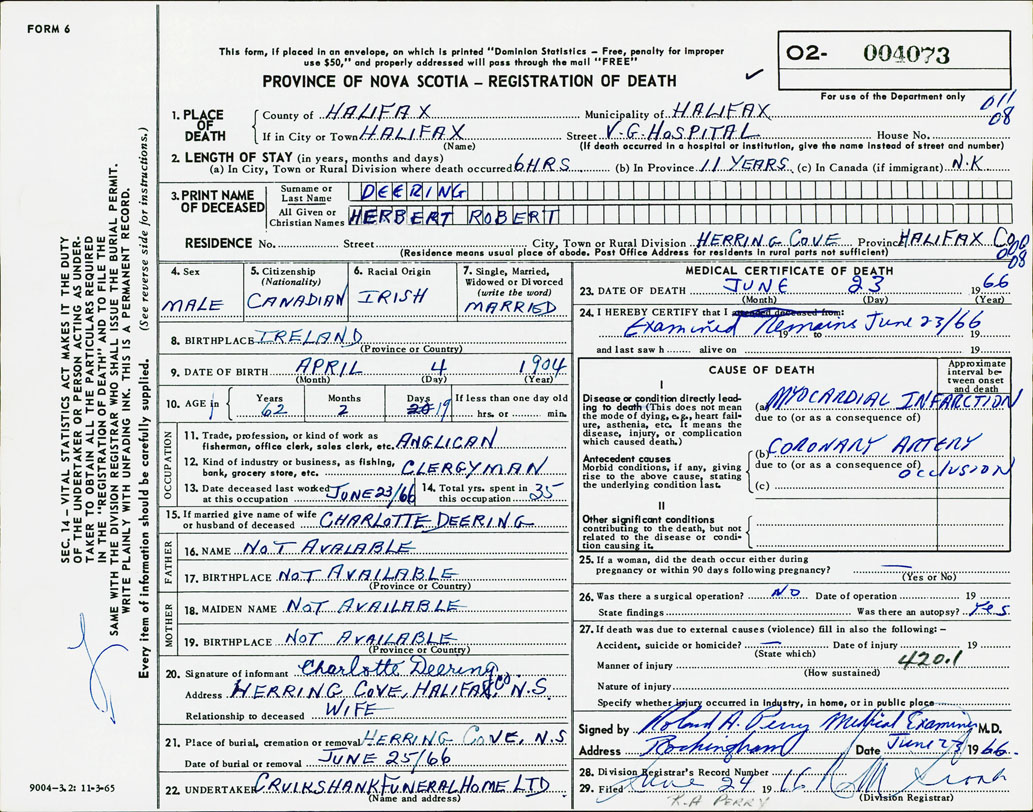 FORM 6
This form, if placed in an envelope, on which is printed "Dominion Statistics – Free, penalty for improper
use $50," and properly addressed will pass through the mail "FREE"
PROVINCE OF NOVA SCOTIA – REGISTRATION OF DEATH
02- 004073
For use of the Department only
011
08
1. PLACE OF DEATH
County of HALIFAX Municipality of HALIFAX
If in City or Town HALIFAX Street V.G. HOSPITAL House No.
(Name) (If death occurred in a hospital or institution, give the name instead of street and number)
2. LENGTH OF STAY (in years, months and days)
(a) In City, Town or Rural Division where death occurred 6 HRS (b) In Province 11 YEARS (c) In Canada (if immigrant) N.K
3. PRINT NAME OF DECEASED
Surname or Last Name DEERING
All Given or Christian Names HERBERT ROBERT
RESIDENCE No. Street City, Town or Rural Division HERRING COVE Province HALIFAX Co
(Residence means usual place of abode. Post Office Address for residents in rural parts not sufficient)
08
4. Sex
MALE
5. Citizenship
(Nationality)
CANADIAN
6. Racial Origin
IRISH
7. Single, Married,
Widowed or Divorced
(write the word)
MARRIED
8. BIRTHPLACE IRELAND
(Province or Country)
9. DATE OF BIRTH APRIL 4 1904
(Month) (Day) (Year)
10. AGE in Years Months Days If less than one day old
62 2 20 19 hrs. or min.
OCCUPATION
11. Trade, profession, or kind of work as
fisherman, office clerk, sales clerk, etc. ANGLICAN
12. Kind of industry or business, as fishing,
bank, grocery store, etc. CLERGYMAN
13. Date deceased last worked
at this occupation JUNE 23/66
14. Total yrs. spent in
this occupation 35
15. If married give name of wife
or husband of deceased CHARLOTTE DEERING
FATHER
16. NAME NOT AVAILABLE
17. BIRTHPLACE NOT AVAILABLE
(Province or Country)
MOTHER
18. MAIDEN NAME NOT AVAILABLE
19. BIRTHPLACE NOT AVAILABLE
(Province or Country)
20. Signature of informant Charlotte Deering
Address HERRING COVE, HALIFAX Co, N.S
Relationship to deceased WIFE
21. Place of burial, cremation or removal HERRING COVE, N.S
Date of burial or removal JUNE 25/66
22. UNDERTAKER CRUIKSHANK FUNERAL HOME LTD
(Name and address)
MEDICAL CERTIFICATE OF DEATH
23. DATE OF DEATH JUNE 23 1966
(Month) (Day) (Year)
24. I HEREBY CERTIFY that I attended deceased from:
Examined Remains June 23/66
19 to 19
and last saw h alive on 19
CAUSE OF DEATH
Approximate
interval be-
tween onset
and death
I
Disease or condition directly lead-
ing to death (This does not mean
the mode of dying, e.g., heart fail-
ure, asthenia, etc. It means the
disease, injury, or complication
which caused death.)
(a) MYOCARDIAL INFARCTION
due to (or as a consequence of)
Antecedent causes
Morbid conditions, if any, giving
rise to the above cause, stating
the underlying condition last.
(b) CORONARY ARTERY
due to (or as a consequence of)
OCCLUSION
(c)
II
Other significant conditions
contributing to the death, but not
related to the disease or condi-
tion causing it.
25. If a woman, did the death occur either during
pregnancy or within 90 days following pregnancy? —
(Yes or No)
26. Was there a surgical operation? NO Date of operation 19
State findings Was there an autopsy? Yes
27. If death was due to external causes (violence) fill in also the following: –
Accident, suicide or homicide? — Date of injury 19
(State which)
Manner of injury 420.1
(How sustained)
Nature of injury
Specify whether injury occurred in Industry, in home, or in public place
Signed by Roland A. Perry Medical Examiner M.D.
Address Rockingham Date June 23 1966
28. Division Registrar's Record Number
29. Filed June 24 1966
(Division Registrar)
R.A PERRY
SEC. 14 – VITAL STATISTICS ACT MAKES IT THE DUTY
OF THE UNDERTAKER OR PERSON ACTING AS UNDER-
TAKER TO OBTAIN ALL THE PARTICULARS REQUIRED
IN THE "REGISTRATION OF DEATH" AND TO FILE THE
SAME WITH THE DIVISION REGISTRAR WHO SHALL ISSUE THE BURIAL PERMIT.
WRITE PLAINLY WITH UNFADING INK. THIS IS A PERMANENT RECORD.
Every item of information should be carefully supplied. (See reverse side for instructions.)
9004–3.2: 11-3-65